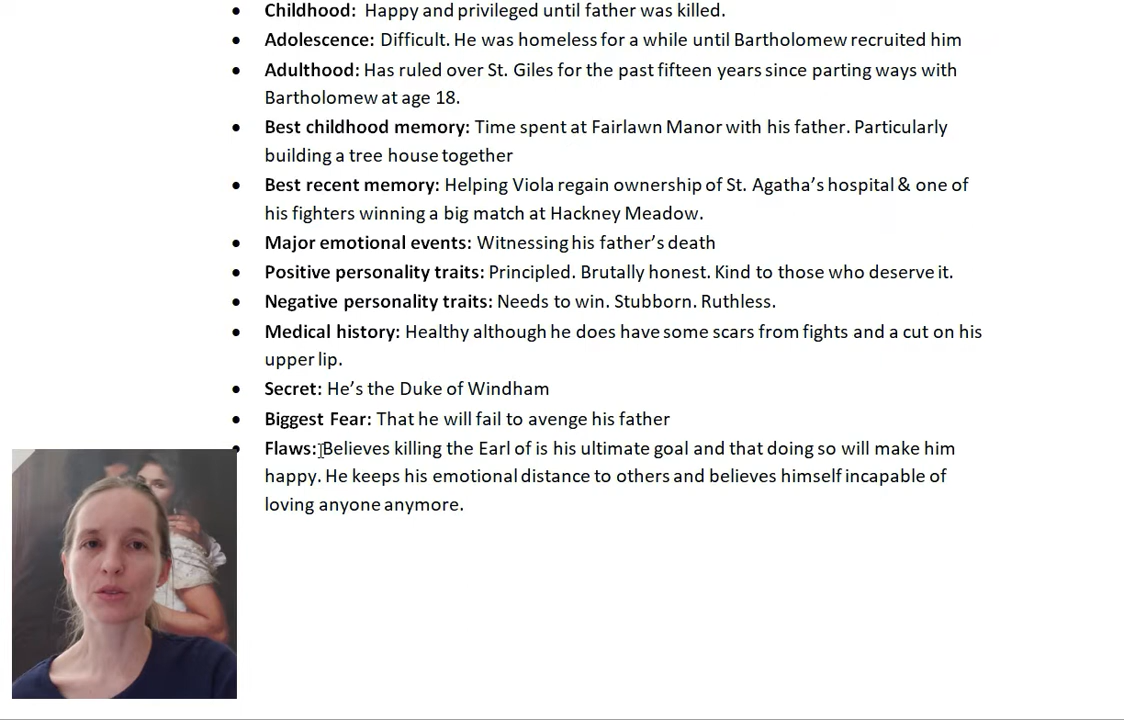 • Childhood: Happy and privileged until father was killed.
• Adolescence: Difficult. He was homeless for a while until Bartholomew recruited him
• Adulthood: Has ruled over St. Giles for the past fifteen years since parting ways with
Bartholomew at age 18.
• Best childhood memory: Time spent at Fairlawn Manor with his father. Particularly
building a tree house together
• Best recent memory: Helping Viola regain ownership of St. Agatha’s hospital & one of
his fighters winning a big match at Hackney Meadow.
• Major emotional events: Witnessing his father’s death
• Positive personality traits: Principled. Brutally honest. Kind to those who deserve it.
• Negative personality traits: Needs to win. Stubborn. Ruthless.
• Medical history: Healthy although he does have some scars from fights and a cut on his
upper lip.
• Secret: He’s the Duke of Windham
• Biggest Fear: That he will fail to avenge his father
• Flaws: Believes killing the Earl of is his ultimate goal and that doing so will make him
happy. He keeps his emotional distance to others and believes himself incapable of
loving anyone anymore.